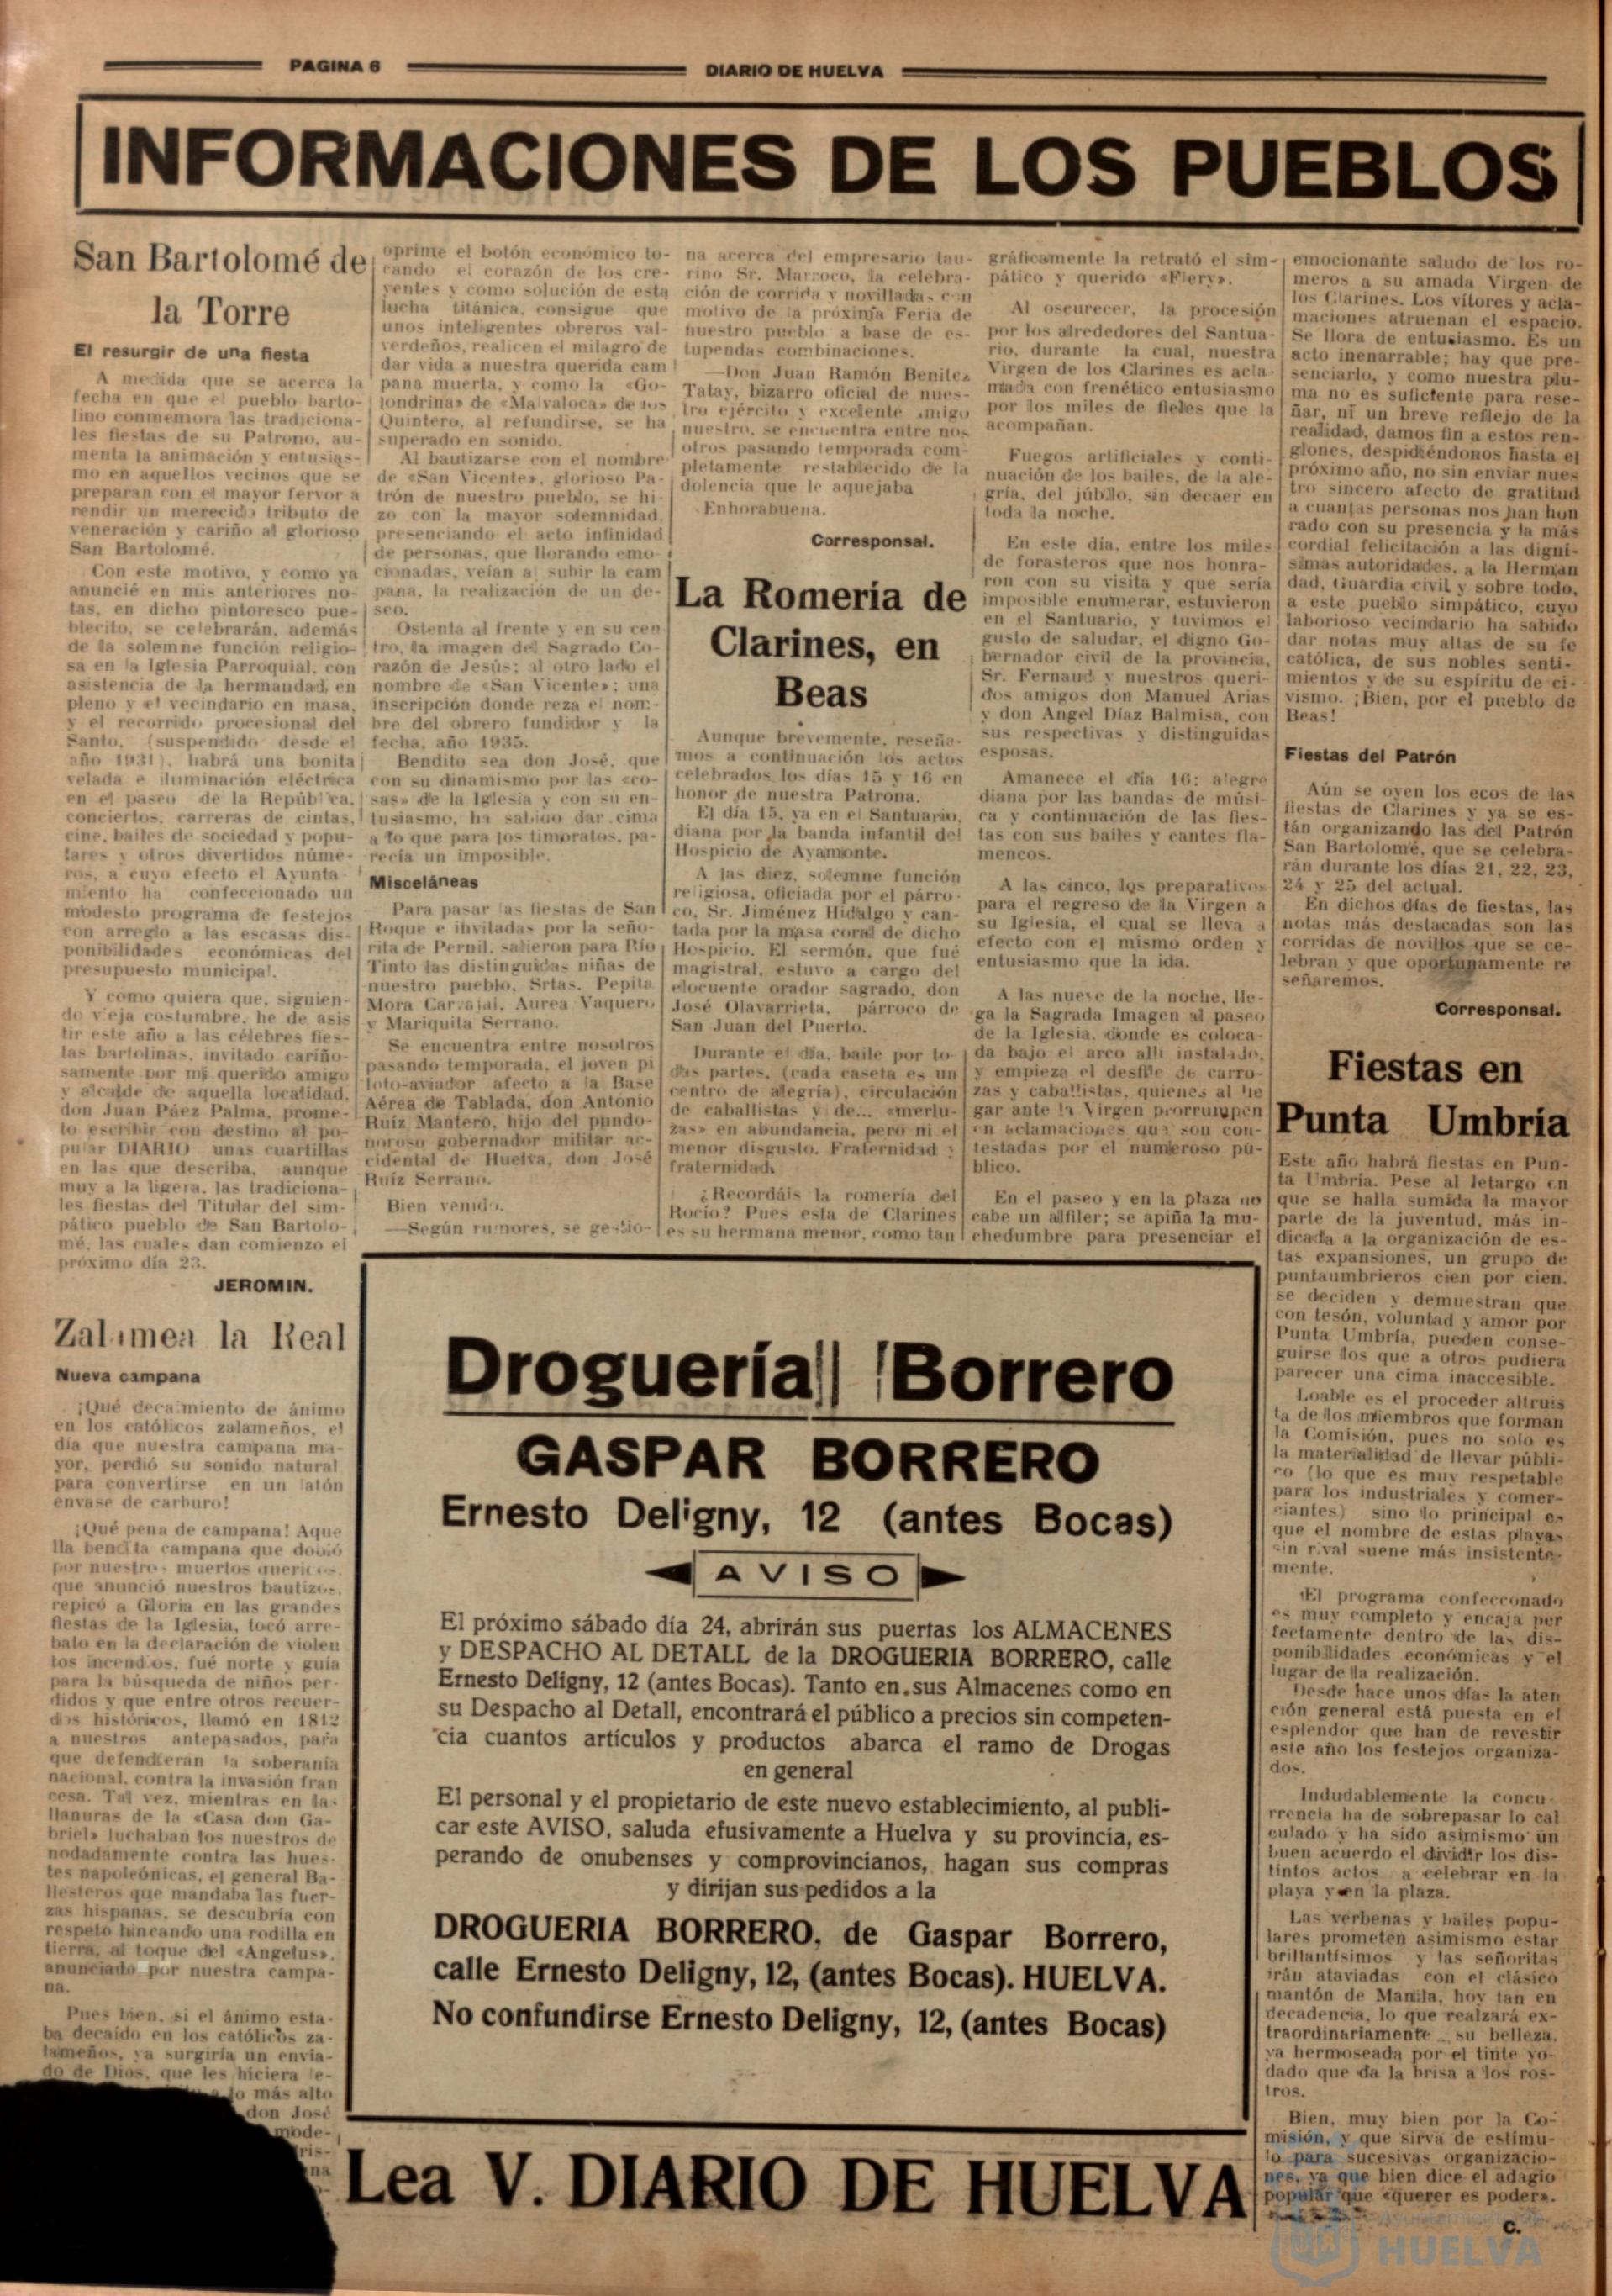 PAGINA 6
DIARIO DE HUELVA
INFORMACIONES DE LOS PUEBLOS
San Bartolomé de
la Torre
El resurgir de una fiesta
A medida que se acerca la
fecha en que el pueblo barto-
lino conmemora las tradiciona-
les fiestas de su Patrono, au-
menta la animación y entusias-
mo en aquellos vecinos que se
preparan con el mayor fervor a
rendir un merecido tributo de
veneración y cariño al glorioso
San Bartolomé.
Con este motivo, y como ya
anuncié en mis anteriores no-
tas, en dicho pintoresco pue-
blecito, se celebrarán, además
de la solemne función religio-
sa en la Iglesia Parroquial, con
asistencia de la hermandad en
pleno y el vecindario en masa,
y el recorrido procesional del
Santo, (suspendido desde el
año 1931), habrá una bonita
velada e iluminación eléctrica
en el paseo de la República,
conciertos, carreras de cintas,
cine, bailes de sociedad y popu-
lares y otros divertidos núme-
ros, a cuyo efecto el Ayunta-
miento ha confeccionado un
modesto programa de festejos
con arreglo a las escasas dis-
ponibilidades económicas del
presupuesto municipal.
Y como quiera que, siguien-
do vieja costumbre, he de asis
tir este año a las célebres fies-
tas bartolinas, invitado cariño-
samente por mi querido amigo
y alcalde de aquella localidad,
don Juan Páez Palma, prome-
to escribir con destino al po-
pular DIARIO unas cuartillas
en las que describa, aunque
muy a la ligera, las tradiciona-
les fiestas del Titular del sim-
pático pueblo de San Bartolo-
mé, las cuales dan comienzo el
próximo día 23.
JEROMIN.
Zalamea la Real
Nueva campana
¡Qué decaimiento de ánimo
en los católicos zalameños, el
día que nuestra campana ma-
yor, perdió su sonido natural
para convertirse en un latón
envase de carburo!
¡Qué pena de campana! Aque
lla bendita campana que dobló
por nuestros muertos queridos,
que anunció nuestros bautizos,
repicó a Gloria en las grandes
fiestas de la Iglesia, tocó arre-
bato en la declaración de violen
tos incendios, fué norte y guía
para la búsqueda de niños per-
didos y que entre otros recuer-
dos históricos, llamó en 1812
a nuestros antepasados, para
que defendieran la soberanía
nacional, contra la invasión fran
cesa. Tal vez, mientras en las
llanuras de la «Casa don Ga-
briel» luchaban los nuestros de
nodadamente contra las hues-
tes napoleónicas, el general Ba-
llesteros que mandaba las fuer-
zas hispanas, se descubría con
respeto hincando una rodilla en
tierra, al toque del «Angelus»,
anunciado por nuestra campa-
na.
Pues bien, si el ánimo esta-
ba decaído en los católicos za-
lameños, ya surgiría un envia-
do de Dios, que les hiciera le-
lo más alto
don José
mode-
ris-
na
oprime el botón económico to-
cando el corazón de los cre-
yentes y como solución de esta
lucha titánica, consigue que
unos inteligentes obreros val-
verdeños, realicen el milagro de
dar vida a nuestra querida cam
pana muerta, y como la «Go-
londrina» de «Malvaloca» de los
Quintero, al refundirse, se ha
superado en sonido.
Al bautizarse con el nombre
de «San Vicente», glorioso Pa-
trón de nuestro pueblo, se hi-
zo con la mayor solemnidad,
presenciando el acto infinidad
de personas, que llorando emo-
cionadas, veían al subir la cam
pana, la realización de un de-
seo.
Ostenta al frente y en su cen
tro, la imagen del Sagrado Co-
razón de Jesús; al otro lado el
nombre de «San Vicente»; una
inscripción donde reza el nom-
bre del obrero fundidor y la
fecha, año 1935.
Bendito sea don José, que
con su dinamismo por las «co-
sas» de la Iglesia y con su en-
tusiasmo, ha sabido dar cima
a lo que para los timoratos, pa-
recía un imposible.
Misceláneas
Para pasar las fiestas de San
Roque e invitadas por la seño-
rita de Pernil, salieron para Río
Tinto las distinguidas niñas de
nuestro pueblo, Srtas. Pepita
Mora Carvajal, Aurea Vaquero
y Mariquita Serrano.
Se encuentra entre nosotros
pasando temporada, el joven pi
loto-aviador afecto a la Base
Aérea de Tablada, don Antonio
Ruiz Mantero, hijo del pundo-
noroso gobernador militar ac-
cidental de Huelva, don José
Ruiz Serrano.
Bien venido.
—Según rumores, se gestio-
na acerca del empresario tau-
rino Sr. Marroco, la celebra-
ción de corrida y novilladas con
motivo de la próxima Feria de
nuestro pueblo a base de es-
tupendas combinaciones.
—Don Juan Ramón Benitez
Tatay, bizarro oficial de nues-
tro ejército y excelente amigo
nuestro, se encuentra entre nos
otros pasando temporada com-
pletamente restablecido de la
dolencia que le aquejaba
Enhorabuena.
Corresponsal.
La Romería de
Clarines, en
Beas
Aunque brevemente, reseña-
mos a continuación los actos
celebrados los días 15 y 16 en
honor de nuestra Patrona.
El día 15, ya en el Santuario,
diana por la banda infantil del
Hospicio de Ayamonte.
A las diez, solemne función
religiosa, oficiada por el párro-
co, Sr. Jiménez Hidalgo y can-
tada por la masa coral de dicho
Hospicio. El sermón, que fué
magistral, estuvo a cargo del
elocuente orador sagrado, don
José Olavarrieta, párroco de
San Juan del Puerto.
Durante el día, baile por to-
das partes, (cada caseta es un
centro de alegría), circulación
de caballistas y de... «merlu-
zas» en abundancia, pero ni el
menor disgusto. Fraternidad y
fraternidad.
¿Recordáis la romería del
Rocío? Pues esta de Clarines
es su hermana menor, como tan
gráficamente la retrató el sim-
pático y querido «Flery».
Al oscurecer, la procesión
por los alrededores del Santua-
rio, durante la cual, nuestra
Virgen de los Clarines es acla-
mada con frenético entusiasmo
por los miles de fieles que la
acompañan.
Fuegos artificiales y conti-
nuación de los bailes, de la ale-
gría, del júbilo, sin decaer en
toda la noche.
En este día, entre los miles
de forasteros que nos honra-
ron con su visita y que sería
imposible enumerar, estuvieron
en el Santuario, y tuvimos el
gusto de saludar, el digno Go-
bernador civil de la provincia,
Sr. Fernaud y nuestros queri-
dos amigos don Manuel Arias
y don Angel Díaz Balmisa, con
sus respectivas y distinguidas
esposas.
Amanece el día 16: alegre
diana por las bandas de músi-
ca y continuación de las fies-
tas con sus bailes y cantes fla-
mencos.
A las cinco, los preparativos
para el regreso de la Virgen a
su Iglesia, el cual se lleva a
efecto con el mismo orden y
entusiasmo que la ida.
A las nueve de la noche, lle-
ga la Sagrada Imagen al paseo
de la Iglesia, donde es coloca-
da bajo el arco allí instalado,
y empieza el desfile de carro-
zas y caballistas, quienes al lle
gar ante la Virgen prorrumpen
en aclamaciones que son con-
testadas por el numeroso pú-
blico.
En el paseo y en la plaza no
cabe un alfiler; se apiña la mu-
chedumbre para presenciar el
emocionante saludo de los ro-
meros a su amada Virgen de
los Clarines. Los vítores y acla-
maciones atruenan el espacio.
Se llora de entusiasmo. Es un
acto inenarrable; hay que pre-
senciarlo, y como nuestra plu-
ma no es suficiente para rese-
ñar, ni un breve reflejo de la
realidad, damos fin a estos ren-
glones, despidiéndonos hasta el
próximo año, no sin enviar nues
tro sincero afecto de gratitud
a cuantas personas nos han hon
rado con su presencia y la más
cordial felicitación a las digni-
simas autoridades, a la Herman
dad, Guardia civil y sobre todo,
a este pueblo simpático, cuyo
laborioso vecindario ha sabido
dar notas muy altas de su fe
católica, de sus nobles senti-
mientos y de su espíritu de ci-
vismo. ¡Bien, por el pueblo de
Beas!
Fiestas del Patrón
Aún se oyen los ecos de las
fiestas de Clarines y ya se es-
tán organizando las del Patrón
San Bartolomé, que se celebra-
rán durante los días 21, 22, 23,
24 y 25 del actual.
En dichos días de fiestas, las
notas más destacadas son las
corridas de novillos que se ce-
lebran y que oportunamente re
señaremos.
Corresponsal.
Fiestas en
Punta Umbría
Este año habrá fiestas en Pun-
ta Umbría. Pese al letargo en
que se halla sumida la mayor
parte de la juventud, más in-
dicada a la organización de es-
tas expansiones, un grupo de
puntaumbrieros cien por cien,
se deciden y demuestran que
con tesón, voluntad y amor por
Punta Umbría, pueden conse-
guirse los que a otros pudiera
parecer una cima inaccesible.
Loable es el proceder altruis
ta de los miembros que forman
la Comisión, pues no solo es
la materialidad de llevar públi-
co (lo que es muy respetable
para los industriales y comer-
ciantes) sino lo principal es
que el nombre de estas playas
sin rival suene más insistente-
mente.
El programa confeccionado
es muy completo y encaja per
fectamente dentro de las dis-
ponibilidades económicas y el
lugar de la realización.
Desde hace unos días la aten
ción general está puesta en el
esplendor que han de revestir
este año los festejos organiza-
dos.
Indudablemente la concu-
rrencia ha de sobrepasar lo cal
culado y ha sido asimismo un
buen acuerdo el dividir los dis-
tintos actos a celebrar en la
playa y en la plaza.
Las verbenas y bailes popu-
lares prometen asimismo estar
brillantísimos y las señoritas
irán ataviadas con el clásico
mantón de Manila, hoy tan en
decadencia, lo que realzará ex-
traordinariamente su belleza,
ya hermoseada por el tinte yo-
dado que da la brisa a los ros-
tros.
Bien, muy bien por la Co-
misión, y que sirva de estimu-
lo para sucesivas organizacio-
nes, ya que bien dice el adagio
popular que «querer es poder».
C.
Droguería Borrero
GASPAR BORRERO
Ernesto Deligny, 12 (antes Bocas)
AVISO
El próximo sábado día 24, abrirán sus puertas los ALMACENES
y DESPACHO AL DETALL de la DROGUERIA BORRERO, calle
Ernesto Deligny, 12 (antes Bocas). Tanto en sus Almacenes como en
su Despacho al Detall, encontrará el público a precios sin competen-
cia cuantos artículos y productos abarca el ramo de Drogas
en general
El personal y el propietario de este nuevo establecimiento, al publi-
car este AVISO, saluda efusivamente a Huelva y su provincia, es-
perando de onubenses y comprovincianos, hagan sus compras
y dirijan sus pedidos a la
DROGUERIA BORRERO, de Gaspar Borrero,
calle Ernesto Deligny, 12, (antes Bocas). HUELVA.
No confundirse Ernesto Deligny, 12, (antes Bocas)
Lea V. DIARIO DE HUELVA
HUELVA